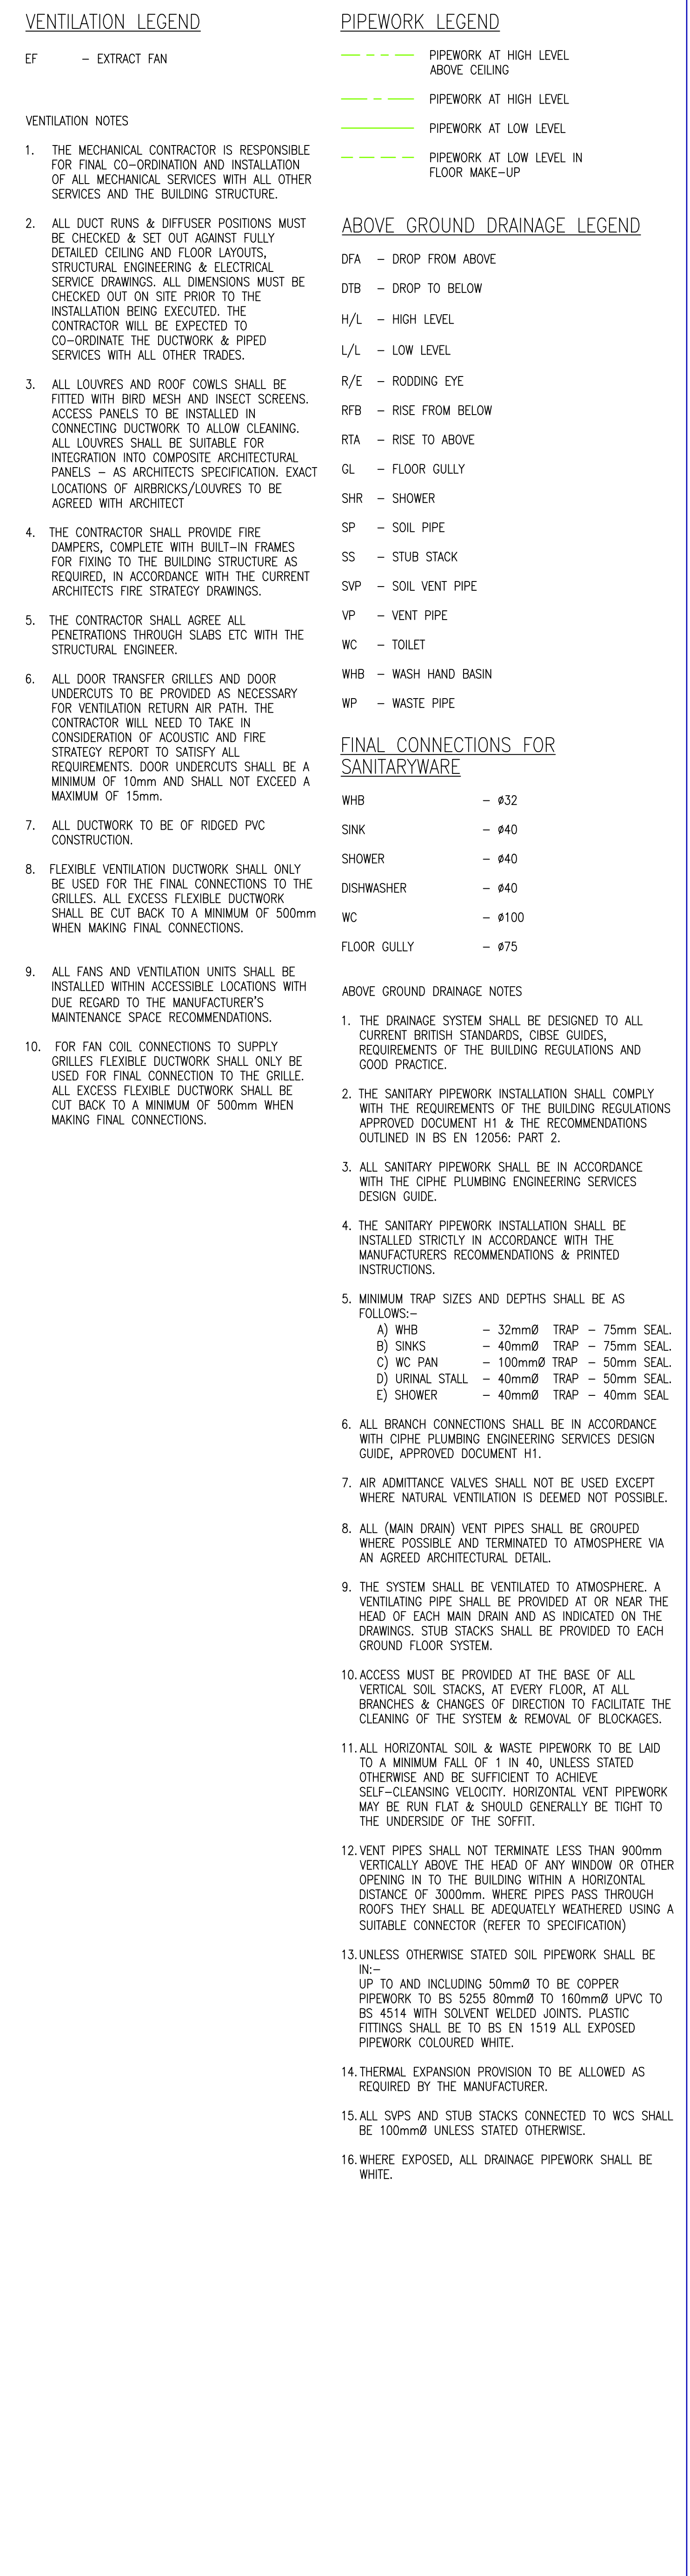 VENTILATION LEGEND
EF – EXTRACT FAN
VENTILATION NOTES
1. THE MECHANICAL CONTRACTOR IS RESPONSIBLE
FOR FINAL CO-ORDINATION AND INSTALLATION
OF ALL MECHANICAL SERVICES WITH ALL OTHER
SERVICES AND THE BUILDING STRUCTURE.
2. ALL DUCT RUNS & DIFFUSER POSITIONS MUST
BE CHECKED & SET OUT AGAINST FULLY
DETAILED CEILING AND FLOOR LAYOUTS,
STRUCTURAL ENGINEERING & ELECTRICAL
SERVICE DRAWINGS. ALL DIMENSIONS MUST BE
CHECKED OUT ON SITE PRIOR TO THE
INSTALLATION BEING EXECUTED. THE
CONTRACTOR WILL BE EXPECTED TO
CO-ORDINATE THE DUCTWORK & PIPED
SERVICES WITH ALL OTHER TRADES.
3. ALL LOUVRES AND ROOF COWLS SHALL BE
FITTED WITH BIRD MESH AND INSECT SCREENS.
ACCESS PANELS TO BE INSTALLED IN
CONNECTING DUCTWORK TO ALLOW CLEANING.
ALL LOUVRES SHALL BE SUITABLE FOR
INTEGRATION INTO COMPOSITE ARCHITECTURAL
PANELS – AS ARCHITECTS SPECIFICATION. EXACT
LOCATIONS OF AIRBRICKS/LOUVRES TO BE
AGREED WITH ARCHITECT
4. THE CONTRACTOR SHALL PROVIDE FIRE
DAMPERS, COMPLETE WITH BUILT-IN FRAMES
FOR FIXING TO THE BUILDING STRUCTURE AS
REQUIRED, IN ACCORDANCE WITH THE CURRENT
ARCHITECTS FIRE STRATEGY DRAWINGS.
5. THE CONTRACTOR SHALL AGREE ALL
PENETRATIONS THROUGH SLABS ETC WITH THE
STRUCTURAL ENGINEER.
6. ALL DOOR TRANSFER GRILLES AND DOOR
UNDERCUTS TO BE PROVIDED AS NECESSARY
FOR VENTILATION RETURN AIR PATH. THE
CONTRACTOR WILL NEED TO TAKE IN
CONSIDERATION OF ACOUSTIC AND FIRE
STRATEGY REPORT TO SATISFY ALL
REQUIREMENTS. DOOR UNDERCUTS SHALL BE A
MINIMUM OF 10mm AND SHALL NOT EXCEED A
MAXIMUM OF 15mm.
7. ALL DUCTWORK TO BE OF RIDGED PVC
CONSTRUCTION.
8. FLEXIBLE VENTILATION DUCTWORK SHALL ONLY
BE USED FOR THE FINAL CONNECTIONS TO THE
GRILLES. ALL EXCESS FLEXIBLE DUCTWORK
SHALL BE CUT BACK TO A MINIMUM OF 500mm
WHEN MAKING FINAL CONNECTIONS.
9. ALL FANS AND VENTILATION UNITS SHALL BE
INSTALLED WITHIN ACCESSIBLE LOCATIONS WITH
DUE REGARD TO THE MANUFACTURER'S
MAINTENANCE SPACE RECOMMENDATIONS.
10. FOR FAN COIL CONNECTIONS TO SUPPLY
GRILLES FLEXIBLE DUCTWORK SHALL ONLY BE
USED FOR FINAL CONNECTION TO THE GRILLE.
ALL EXCESS FLEXIBLE DUCTWORK SHALL BE
CUT BACK TO A MINIMUM OF 500mm WHEN
MAKING FINAL CONNECTIONS.
PIPEWORK LEGEND
PIPEWORK AT HIGH LEVEL
ABOVE CEILING
PIPEWORK AT HIGH LEVEL
PIPEWORK AT LOW LEVEL
PIPEWORK AT LOW LEVEL IN
FLOOR MAKE-UP
ABOVE GROUND DRAINAGE LEGEND
DFA – DROP FROM ABOVE
DTB – DROP TO BELOW
H/L – HIGH LEVEL
L/L – LOW LEVEL
R/E – RODDING EYE
RFB – RISE FROM BELOW
RTA – RISE TO ABOVE
GL – FLOOR GULLY
SHR – SHOWER
SP – SOIL PIPE
SS – STUB STACK
SVP – SOIL VENT PIPE
VP – VENT PIPE
WC – TOILET
WHB – WASH HAND BASIN
WP – WASTE PIPE
FINAL CONNECTIONS FOR
SANITARYWARE
WHB – ø32
SINK – ø40
SHOWER – ø40
DISHWASHER – ø40
WC – ø100
FLOOR GULLY – ø75
ABOVE GROUND DRAINAGE NOTES
1. THE DRAINAGE SYSTEM SHALL BE DESIGNED TO ALL
CURRENT BRITISH STANDARDS, CIBSE GUIDES,
REQUIREMENTS OF THE BUILDING REGULATIONS AND
GOOD PRACTICE.
2. THE SANITARY PIPEWORK INSTALLATION SHALL COMPLY
WITH THE REQUIREMENTS OF THE BUILDING REGULATIONS
APPROVED DOCUMENT H1 & THE RECOMMENDATIONS
OUTLINED IN BS EN 12056: PART 2.
3. ALL SANITARY PIPEWORK SHALL BE IN ACCORDANCE
WITH THE CIPHE PLUMBING ENGINEERING SERVICES
DESIGN GUIDE.
4. THE SANITARY PIPEWORK INSTALLATION SHALL BE
INSTALLED STRICTLY IN ACCORDANCE WITH THE
MANUFACTURERS RECOMMENDATIONS & PRINTED
INSTRUCTIONS.
5. MINIMUM TRAP SIZES AND DEPTHS SHALL BE AS
FOLLOWS:–
A) WHB – 32mmØ TRAP – 75mm SEAL.
B) SINKS – 40mmØ TRAP – 75mm SEAL.
C) WC PAN – 100mmØ TRAP – 50mm SEAL.
D) URINAL STALL – 40mmØ TRAP – 50mm SEAL.
E) SHOWER – 40mmØ TRAP – 40mm SEAL
6. ALL BRANCH CONNECTIONS SHALL BE IN ACCORDANCE
WITH CIPHE PLUMBING ENGINEERING SERVICES DESIGN
GUIDE, APPROVED DOCUMENT H1.
7. AIR ADMITTANCE VALVES SHALL NOT BE USED EXCEPT
WHERE NATURAL VENTILATION IS DEEMED NOT POSSIBLE.
8. ALL (MAIN DRAIN) VENT PIPES SHALL BE GROUPED
WHERE POSSIBLE AND TERMINATED TO ATMOSPHERE VIA
AN AGREED ARCHITECTURAL DETAIL.
9. THE SYSTEM SHALL BE VENTILATED TO ATMOSPHERE. A
VENTILATING PIPE SHALL BE PROVIDED AT OR NEAR THE
HEAD OF EACH MAIN DRAIN AND AS INDICATED ON THE
DRAWINGS. STUB STACKS SHALL BE PROVIDED TO EACH
GROUND FLOOR SYSTEM.
10. ACCESS MUST BE PROVIDED AT THE BASE OF ALL
VERTICAL SOIL STACKS, AT EVERY FLOOR, AT ALL
BRANCHES & CHANGES OF DIRECTION TO FACILITATE THE
CLEANING OF THE SYSTEM & REMOVAL OF BLOCKAGES.
11. ALL HORIZONTAL SOIL & WASTE PIPEWORK TO BE LAID
TO A MINIMUM FALL OF 1 IN 40, UNLESS STATED
OTHERWISE AND BE SUFFICIENT TO ACHIEVE
SELF-CLEANSING VELOCITY. HORIZONTAL VENT PIPEWORK
MAY BE RUN FLAT & SHOULD GENERALLY BE TIGHT TO
THE UNDERSIDE OF THE SOFFIT.
12. VENT PIPES SHALL NOT TERMINATE LESS THAN 900mm
VERTICALLY ABOVE THE HEAD OF ANY WINDOW OR OTHER
OPENING IN TO THE BUILDING WITHIN A HORIZONTAL
DISTANCE OF 3000mm. WHERE PIPES PASS THROUGH
ROOFS THEY SHALL BE ADEQUATELY WEATHERED USING A
SUITABLE CONNECTOR (REFER TO SPECIFICATION)
13. UNLESS OTHERWISE STATED SOIL PIPEWORK SHALL BE
IN:–
UP TO AND INCLUDING 50mmØ TO BE COPPER
PIPEWORK TO BS 5255 80mmØ TO 160mmØ UPVC TO
BS 4514 WITH SOLVENT WELDED JOINTS. PLASTIC
FITTINGS SHALL BE TO BS EN 1519 ALL EXPOSED
PIPEWORK COLOURED WHITE.
14. THERMAL EXPANSION PROVISION TO BE ALLOWED AS
REQUIRED BY THE MANUFACTURER.
15. ALL SVPS AND STUB STACKS CONNECTED TO WCS SHALL
BE 100mmØ UNLESS STATED OTHERWISE.
16. WHERE EXPOSED, ALL DRAINAGE PIPEWORK SHALL BE
WHITE.